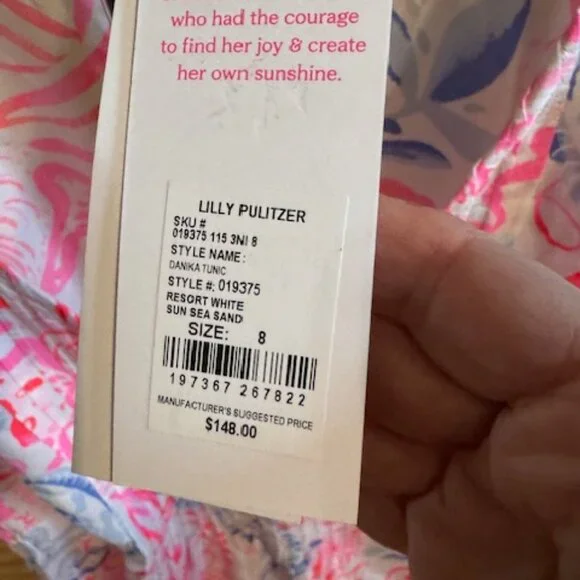 who had the courage
to find her joy & create
her own sunshine.
LILLY PULITZER
SKU #
019375 115 3NI 8
STYLE NAME:
DANIKA TUNIC
STYLE #: 019375
RESORT WHITE
SUN SEA SAND
SIZE: 8
197367 267822
MANUFACTURER'S SUGGESTED PRICE
$148.00